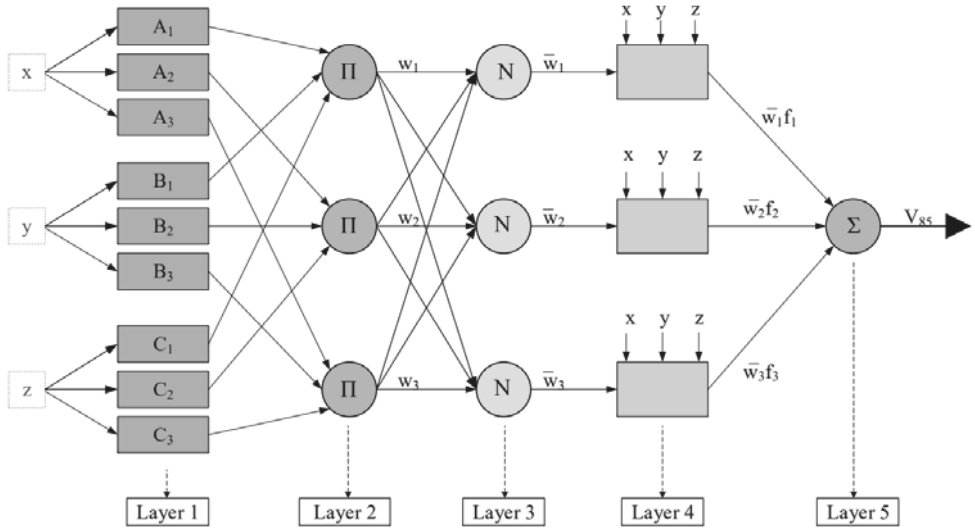 x y z
A₁
A₂
A₃
x
Π
w₁
N
w̅₁
w̅₁f₁
x y z
B₁
B₂
B₃
y
Π
w₂
N
w̅₂
w̅₂f₂
Σ
V₈₅
x y z
C₁
C₂
C₃
z
Π
w₃
N
w̅₃
w̅₃f₃
Layer 1
Layer 2
Layer 3
Layer 4
Layer 5